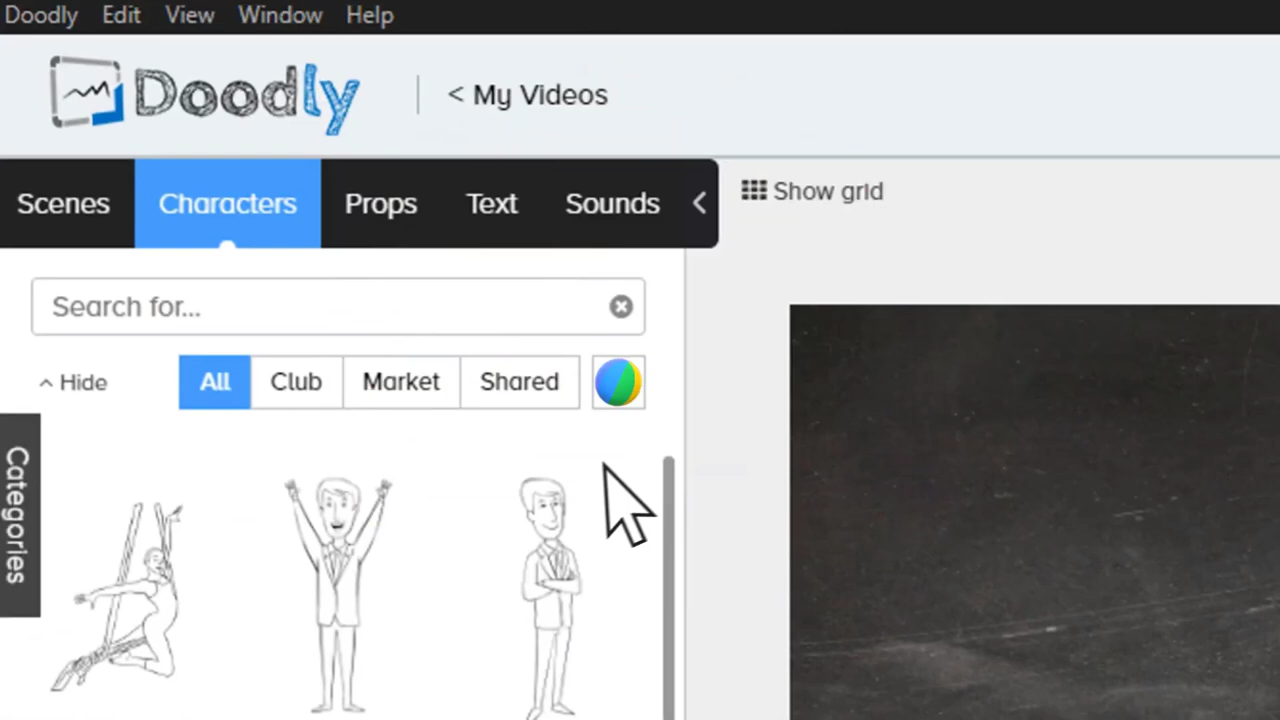 Doodly Edit View Window Help
Doodly < My Videos
Scenes Characters Props Text Sounds
Show grid
Search for...
Hide All Club Market Shared
Categories